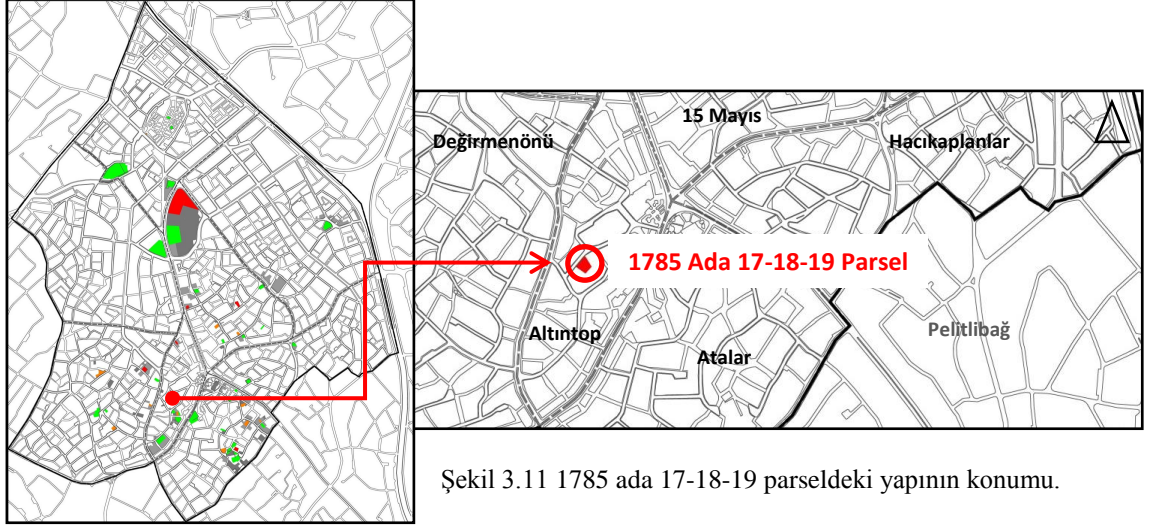 15 Mayıs
Değirmenönü
Hacıkaplanlar
1785 Ada 17-18-19 Parsel
Altıntop
Pelitlibağ
Atalar
Şekil 3.11 1785 ada 17-18-19 parseldeki yapının konumu.